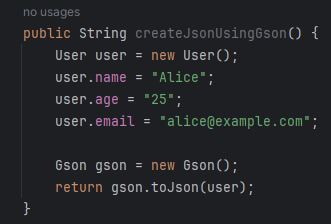 no usages
public String createJsonUsingGson() {
    User user = new User();
    user.name = "Alice";
    user.age = "25";
    user.email = "alice@example.com";

    Gson gson = new Gson();
    return gson.toJson(user);
}